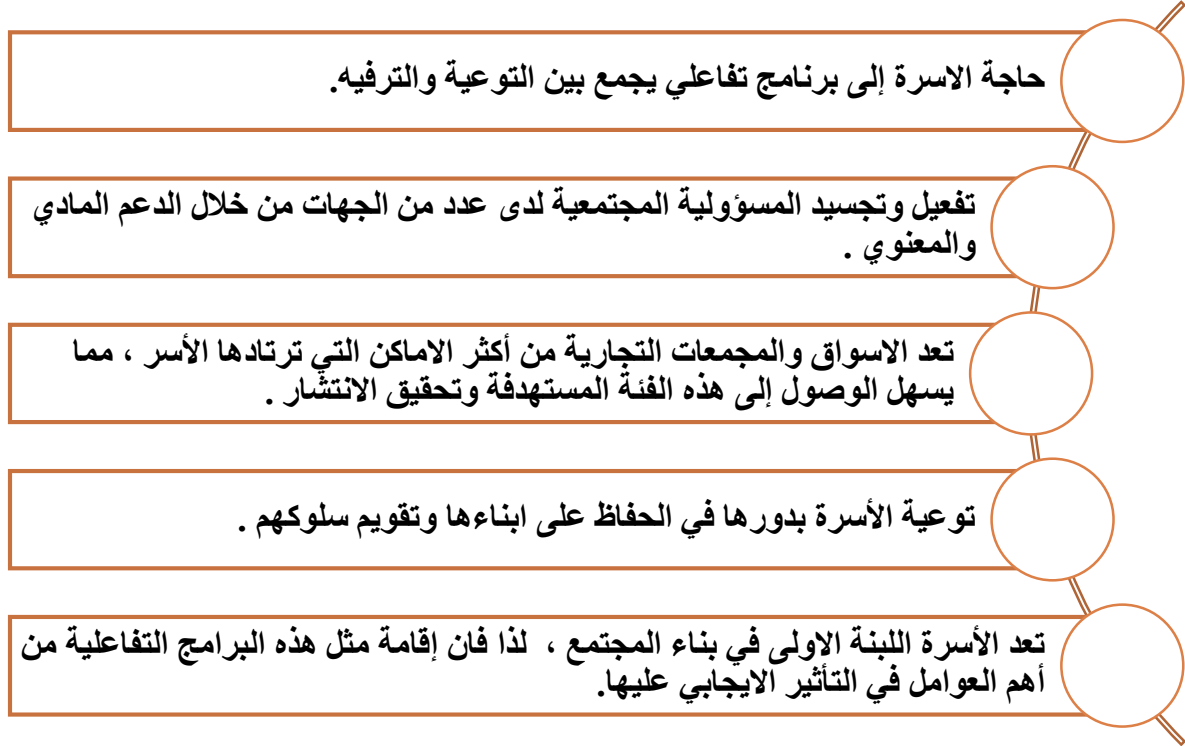 حاجة الاسرة إلى برنامج تفاعلي يجمع بين التوعية والترفيه.
تفعيل وتجسيد المسؤولية المجتمعية لدى عدد من الجهات من خلال الدعم المادي
والمعنوي .
تعد الاسواق والمجمعات التجارية من أكثر الاماكن التي ترتادها الأسر ، مما
يسهل الوصول إلى هذه الفئة المستهدفة وتحقيق الانتشار .
توعية الأسرة بدورها في الحفاظ على ابناءها وتقويم سلوكهم .
تعد الأسرة اللبنة الاولى في بناء المجتمع ، لذا فان إقامة مثل هذه البرامج التفاعلية من
أهم العوامل في التأثير الايجابي عليها.